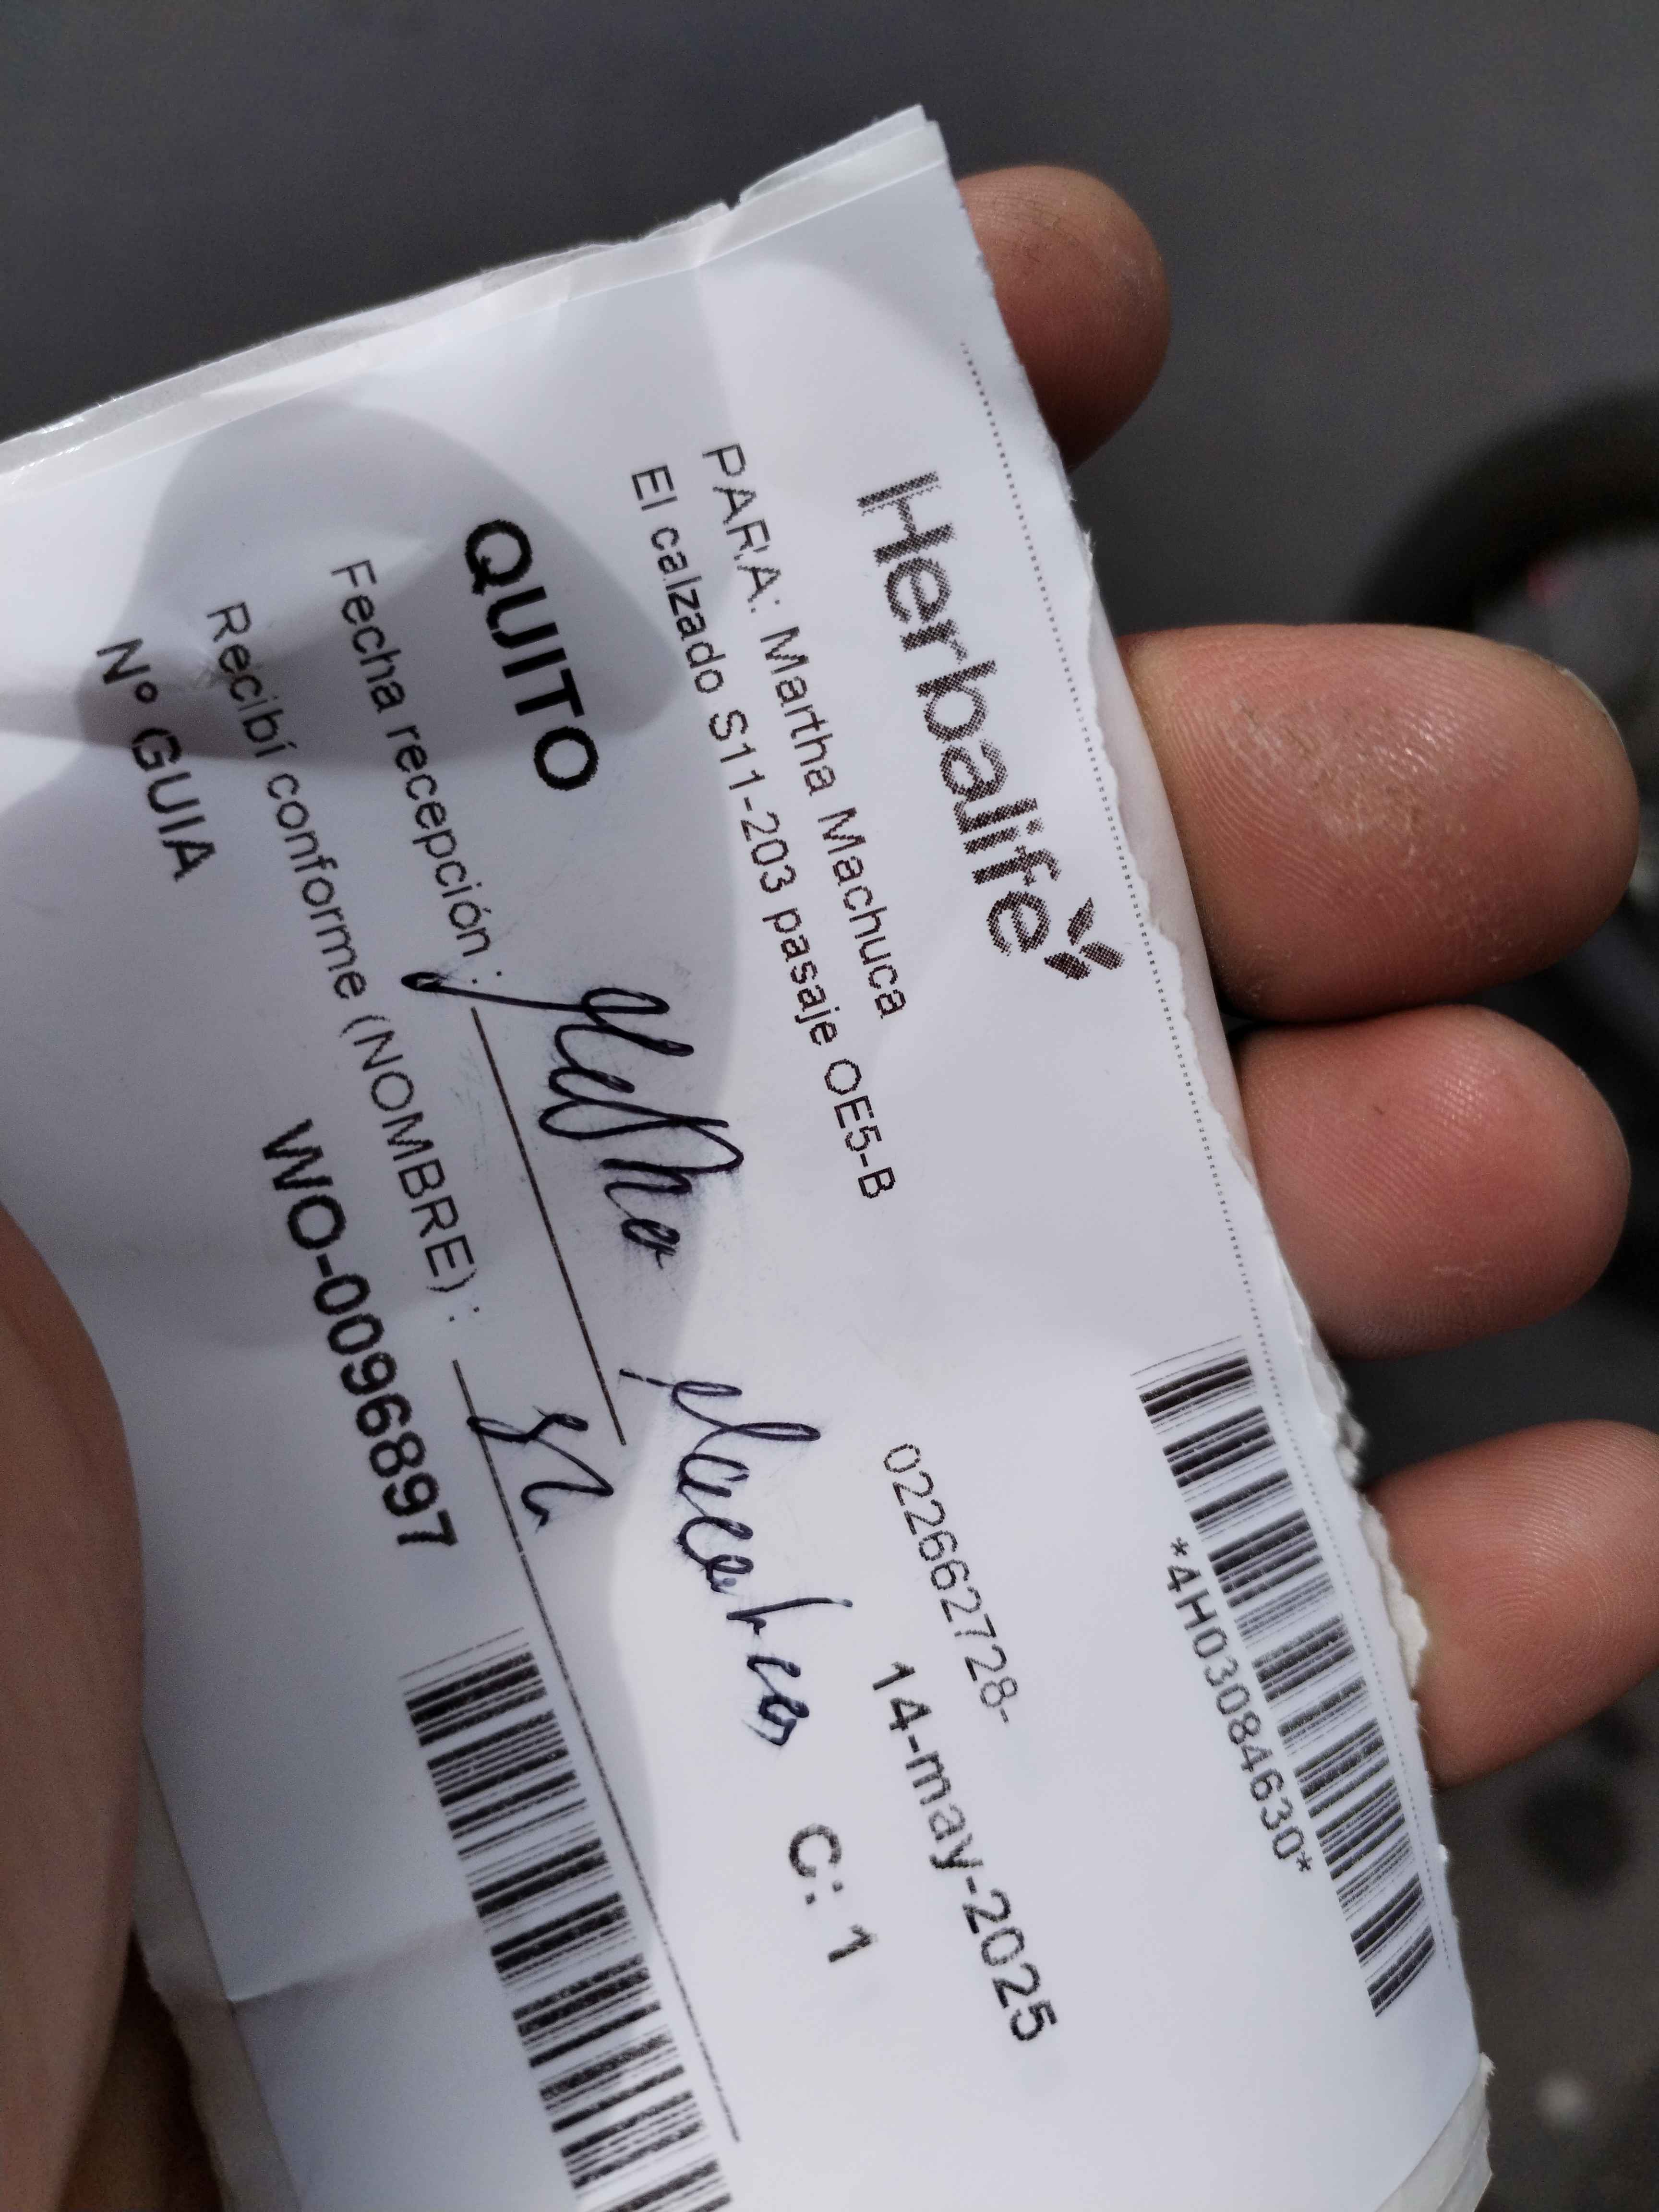 Herbalife
*4H03084630*
PARA: Martha Machuca
El calzado S11-203 pasaje OE5-B
022662728-
14-may-2025
QUITO
C: 1
Fecha recepción :
Recibí conforme (NOMBRE) :
Nº GUIA
WO-0096897